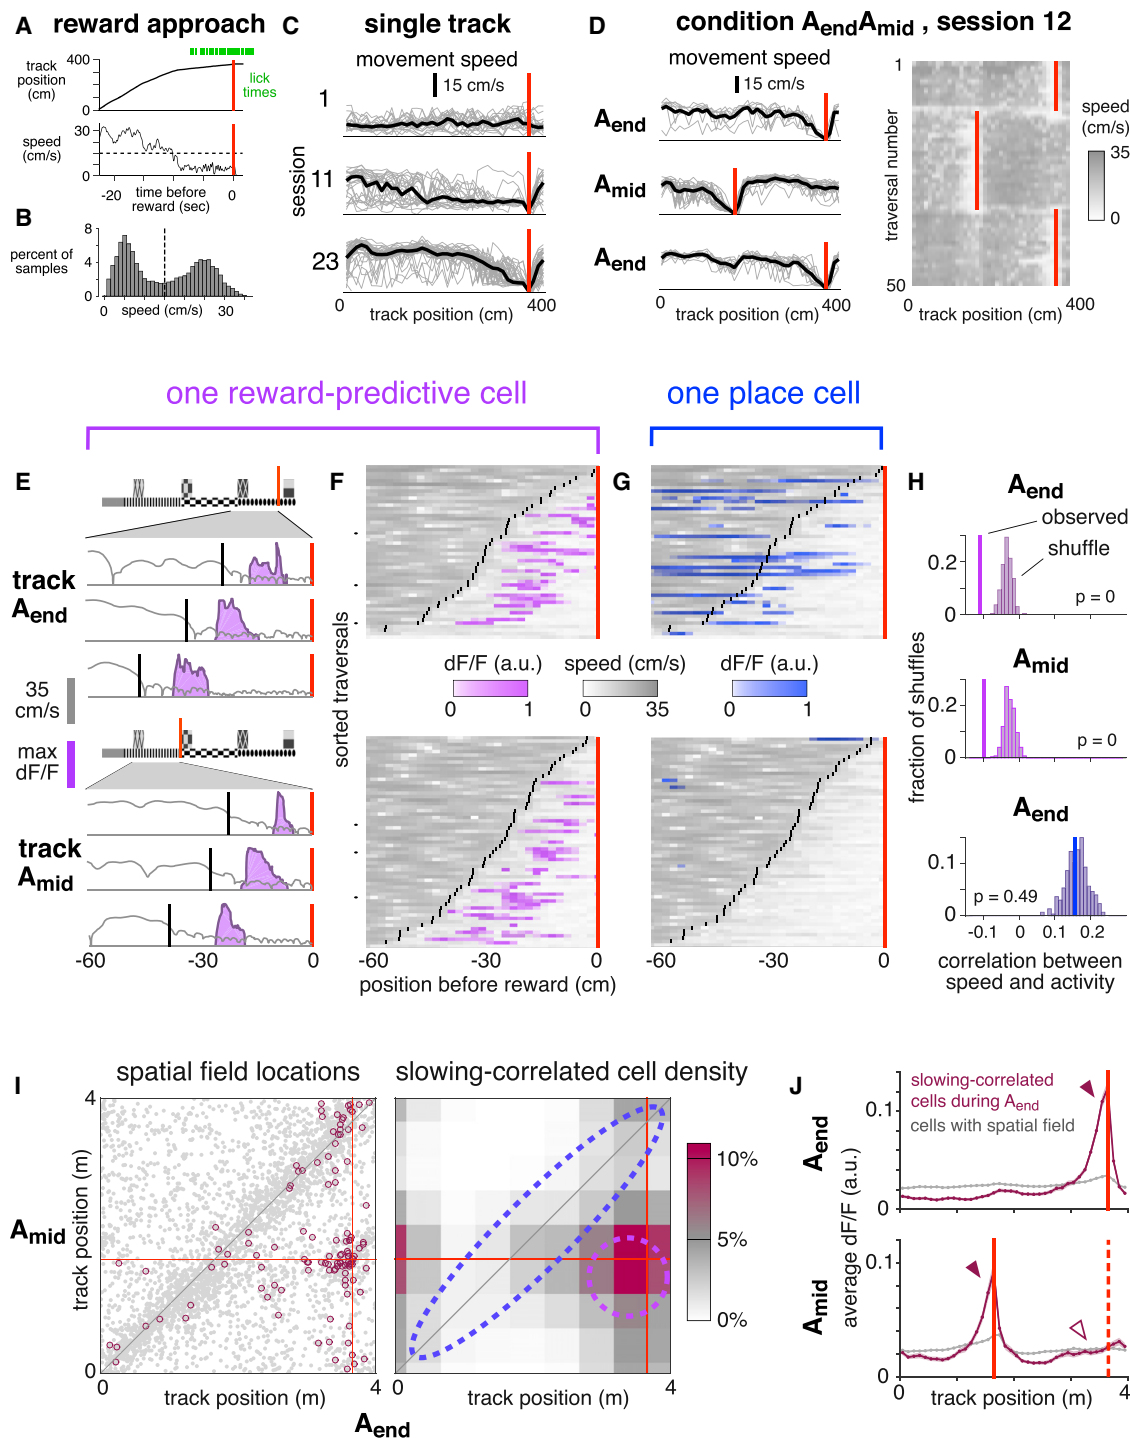 A reward approach
track position (cm)
400
0
lick times
speed (cm/s)
30
0
-20
0
time before reward (sec)
B
percent of samples
8
4
0
0
30
speed (cm/s)
C single track
movement speed
15 cm/s
session
1
11
23
0
400
track position (cm)
D condition AendAmid , session 12
movement speed
15 cm/s
Aend
Amid
Aend
0
400
track position (cm)
traversal number
1
50
0
400
track position (cm)
speed (cm/s)
35
0
one reward-predictive cell
one place cell
E
track Aend
35 cm/s
max dF/F
track Amid
-60
-30
0
F
sorted traversals
dF/F (a.u.)
0
1
speed (cm/s)
0
35
dF/F (a.u.)
0
1
-60
-30
0
position before reward (cm)
G
-60
-30
0
H
Aend
observed
shuffle
0.2
0
p = 0
Amid
0.2
0
p = 0
fraction of shuffles
Aend
0.1
0
p = 0.49
-0.1
0
0.2
correlation between speed and activity
I
spatial field locations
slowing-correlated cell density
4
0
Amid
track position (m)
0
4
track position (m)
0
4
track position (m)
Aend
10%
5%
0%
J
slowing-correlated
cells during Aend
cells with spatial field
Aend
0.1
0
average dF/F (a.u.)
Amid
0.1
0
0
4
track position (m)